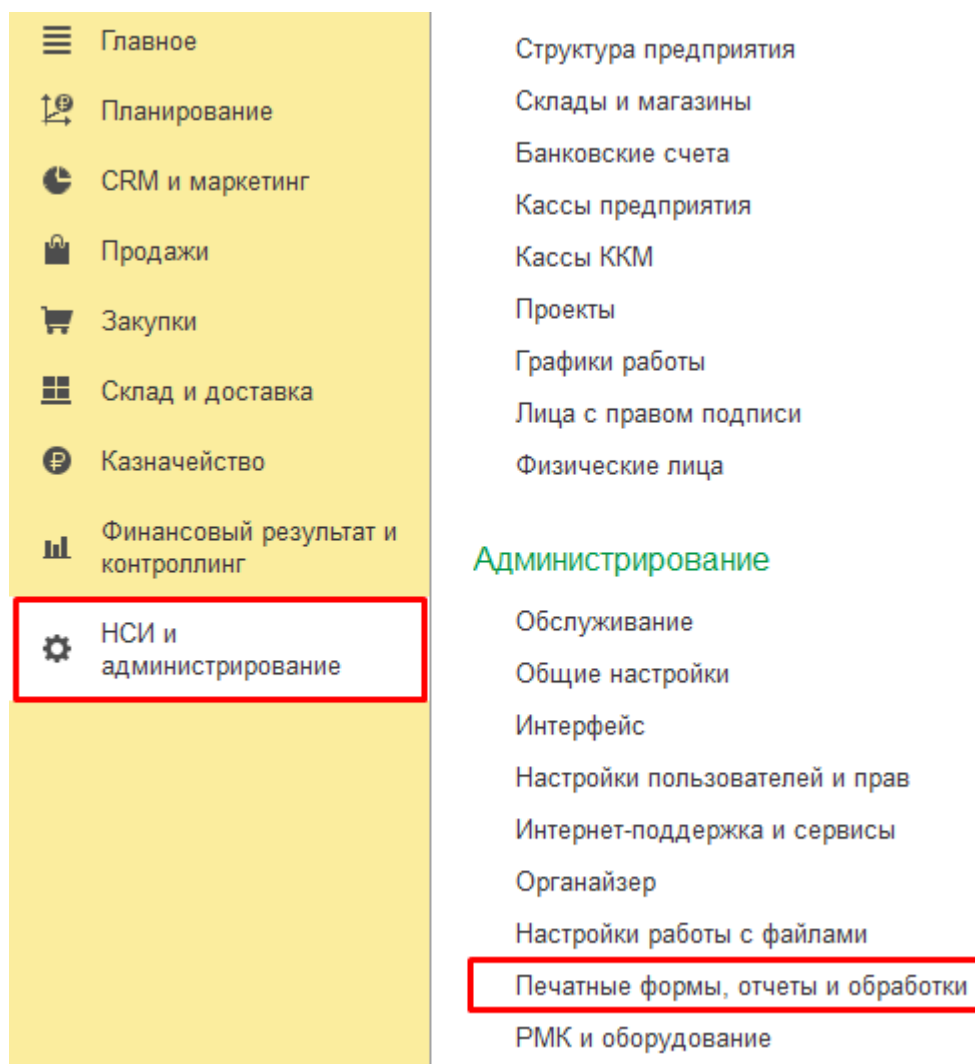 Главное
Планирование
CRM и маркетинг
Продажи
Закупки
Склад и доставка
Казначейство
Финансовый результат и
контроллинг
НСИ и
администрирование
Структура предприятия
Склады и магазины
Банковские счета
Кассы предприятия
Кассы ККМ
Проекты
Графики работы
Лица с правом подписи
Физические лица
Администрирование
Обслуживание
Общие настройки
Интерфейс
Настройки пользователей и прав
Интернет-поддержка и сервисы
Органайзер
Настройки работы с файлами
Печатные формы, отчеты и обработки
РМК и оборудование